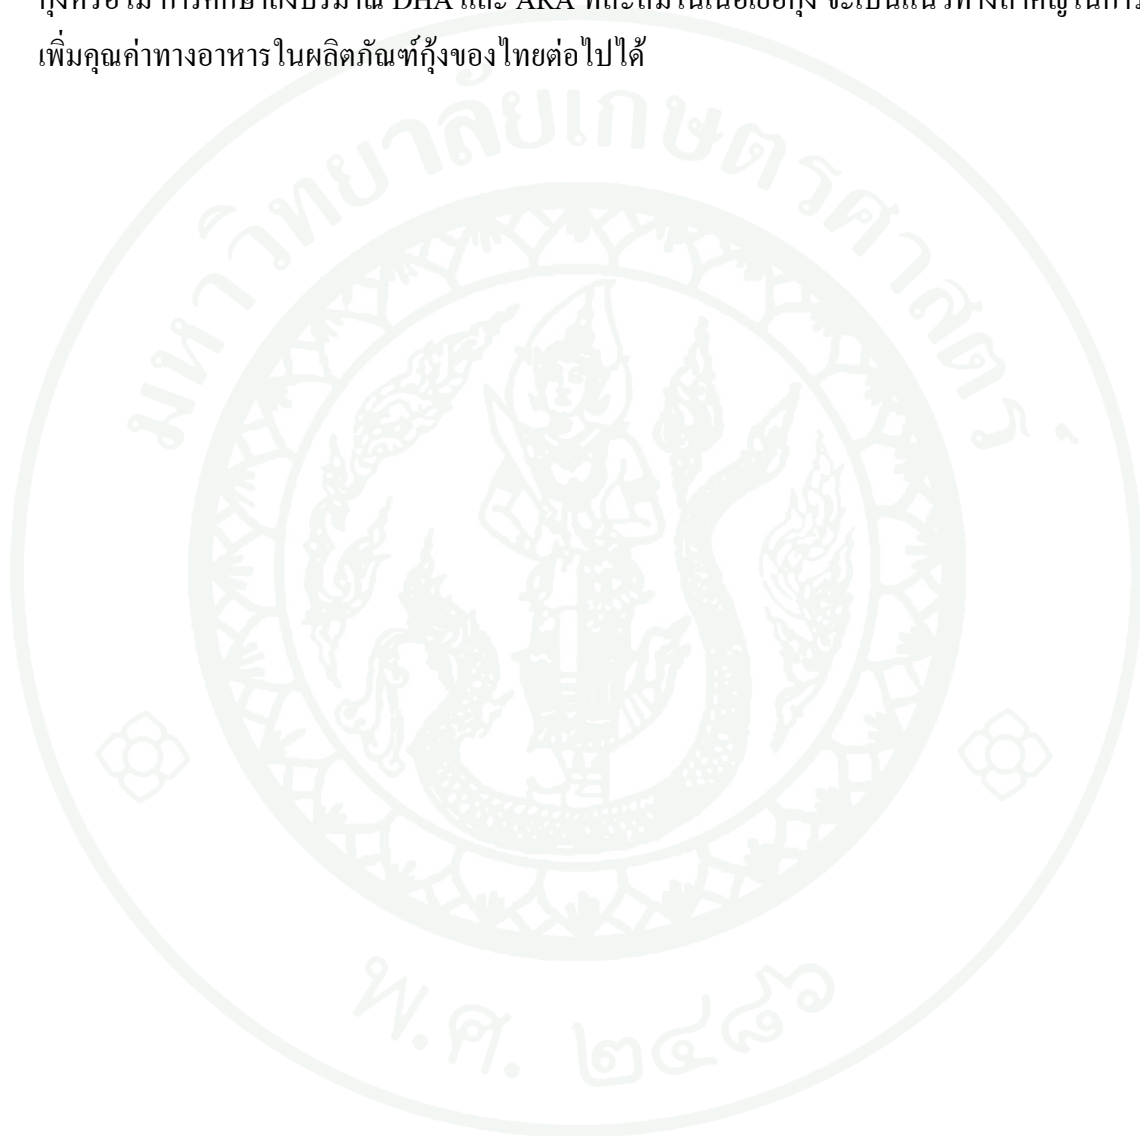 กุ้งหรือไม่ การศึกษาถึงปริมาณ DHA และ ARA ที่สะสมในเนื้อเยื่อกุ้ง จะเป็นแนวทางสำคัญในการ
เพิ่มคุณค่าทางอาหารในผลิตภัณฑ์กุ้งของไทยต่อไปได้
มหาวิทยาลัยเกษตรศาสตร์
พ.ศ. ๒๔๘๖